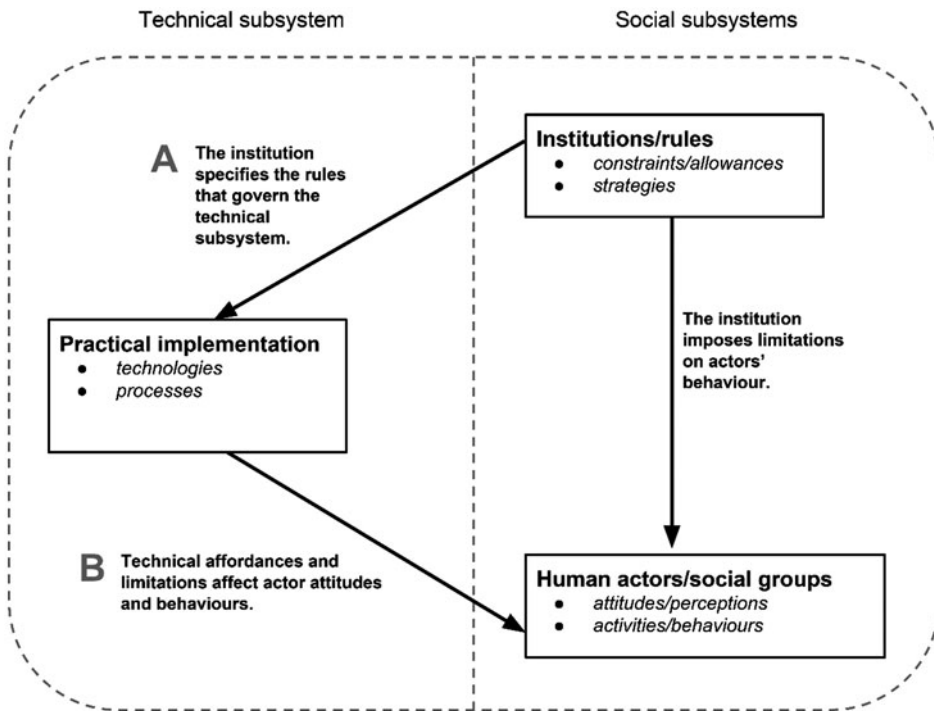 Technical subsystem
Social subsystems
A
The institution
specifies the rules
that govern the
technical
subsystem.
Institutions/rules
● constraints/allowances
● strategies
Practical implementation
● technologies
● processes
The institution
imposes limitations
on actors’
behaviour.
B
Technical affordances and
limitations affect actor attitudes
and behaviours.
Human actors/social groups
● attitudes/perceptions
● activities/behaviours